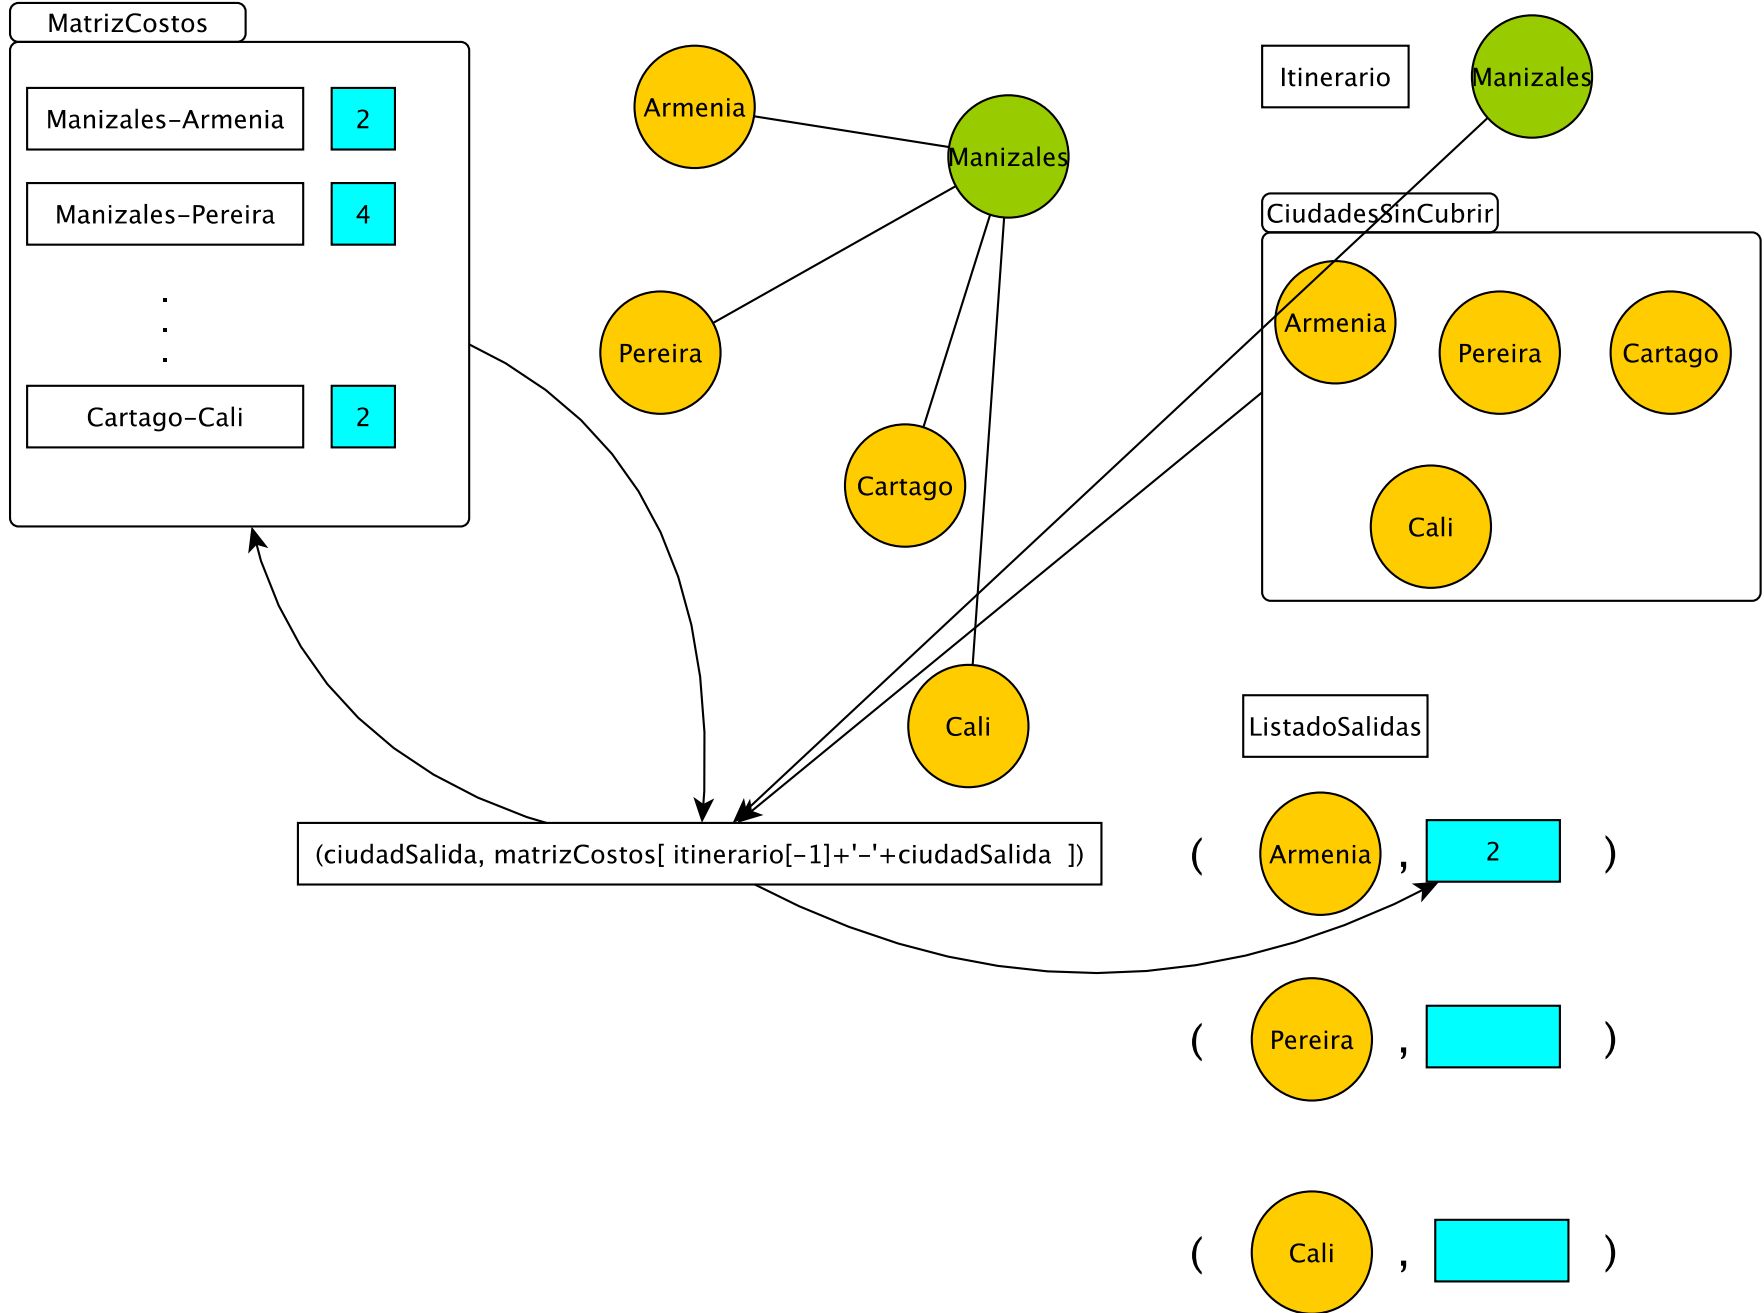 MatrizCostos
Manizales-Armenia 2
Manizales-Pereira 4
.
.
.
Cartago-Cali 2
Armenia
Manizales
Pereira
Cartago
Cali
Itinerario
Manizales
CiudadesSinCubrir
Armenia
Pereira
Cartago
Cali
(ciudadSalida, matrizCostos[ itinerario[-1]+'-'+ciudadSalida ])
ListadoSalidas
( Armenia , 2 )
( Pereira , )
( Cali , )